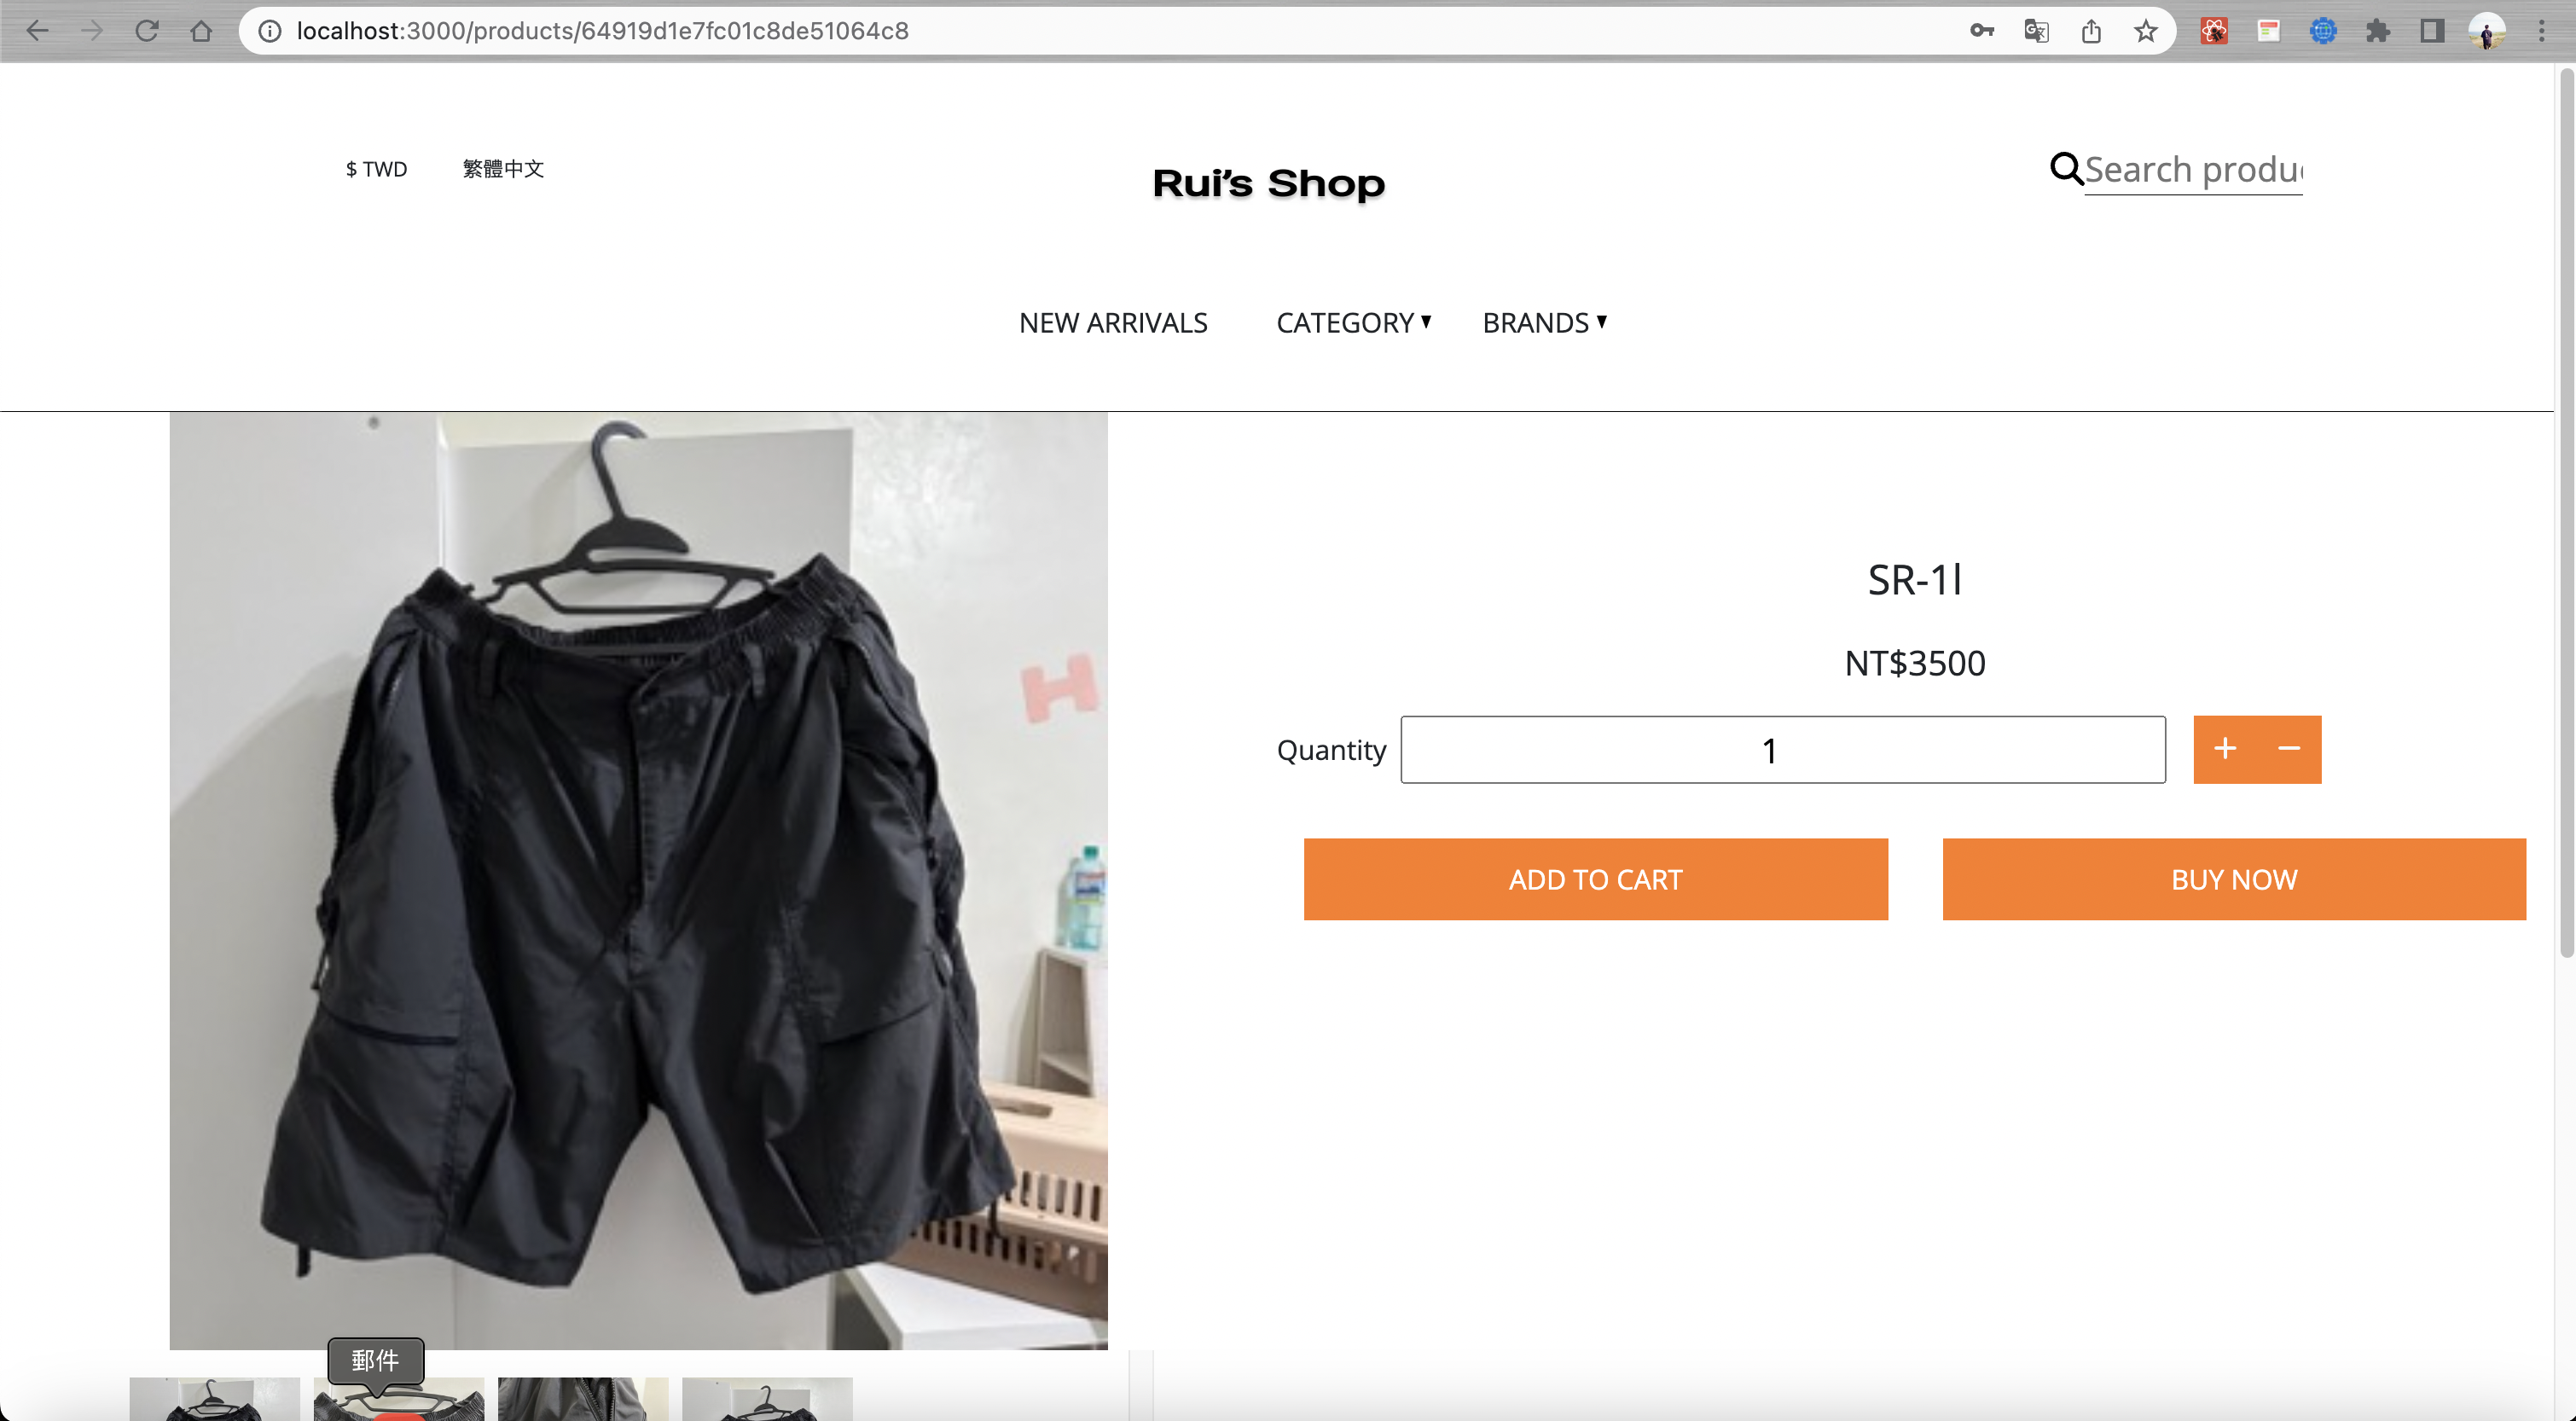 localhost:3000/products/64919d1e7fc01c8de51064c8
$ TWD 繁體中文
Rui's Shop
Search produc
NEW ARRIVALS CATEGORY▼ BRANDS▼
SR-1l
NT$3500
Quantity 1 + −
ADD TO CART BUY NOW
郵件